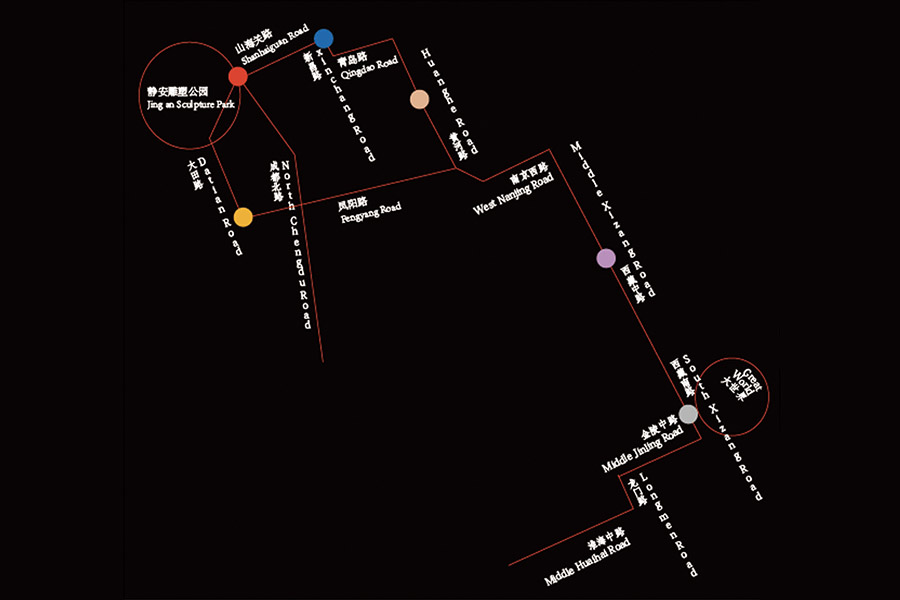 山海关路
Shanhaiguan Road
新昌路
Xinchang Road
青岛路
Qingdao Road
Huanghe Road
黄河路
静安雕塑公园
Jing an Sculpture Park
大田路
Datian Road
成都北路
North Chengdu Road
凤阳路
Fengyang Road
南京西路
West Nanjing Road
Middle Xizang Road
西藏中路
西藏南路
South Xizang Road
Great
World
大世界
金陵中路
Middle Jinling Road
龙门路
Longmen Road
淮海中路
Middle Huaihai Road